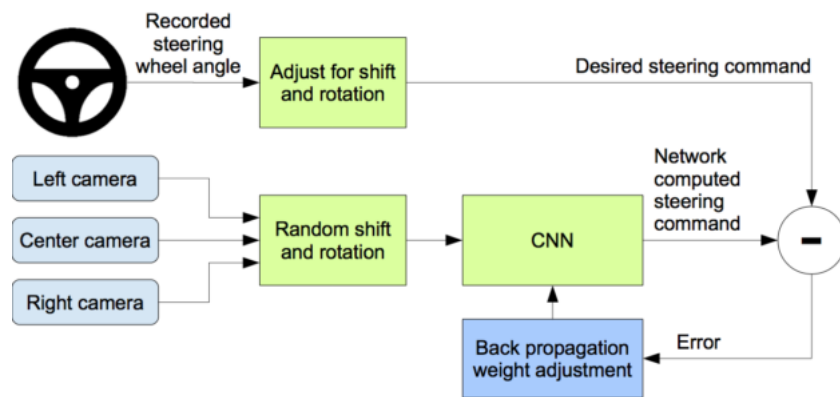 Recorded
steering
wheel angle
Adjust for shift
and rotation
Desired steering command
Left camera
Center camera
Right camera
Random shift
and rotation
CNN
Network
computed
steering
command
-
Back propagation
weight adjustment
Error